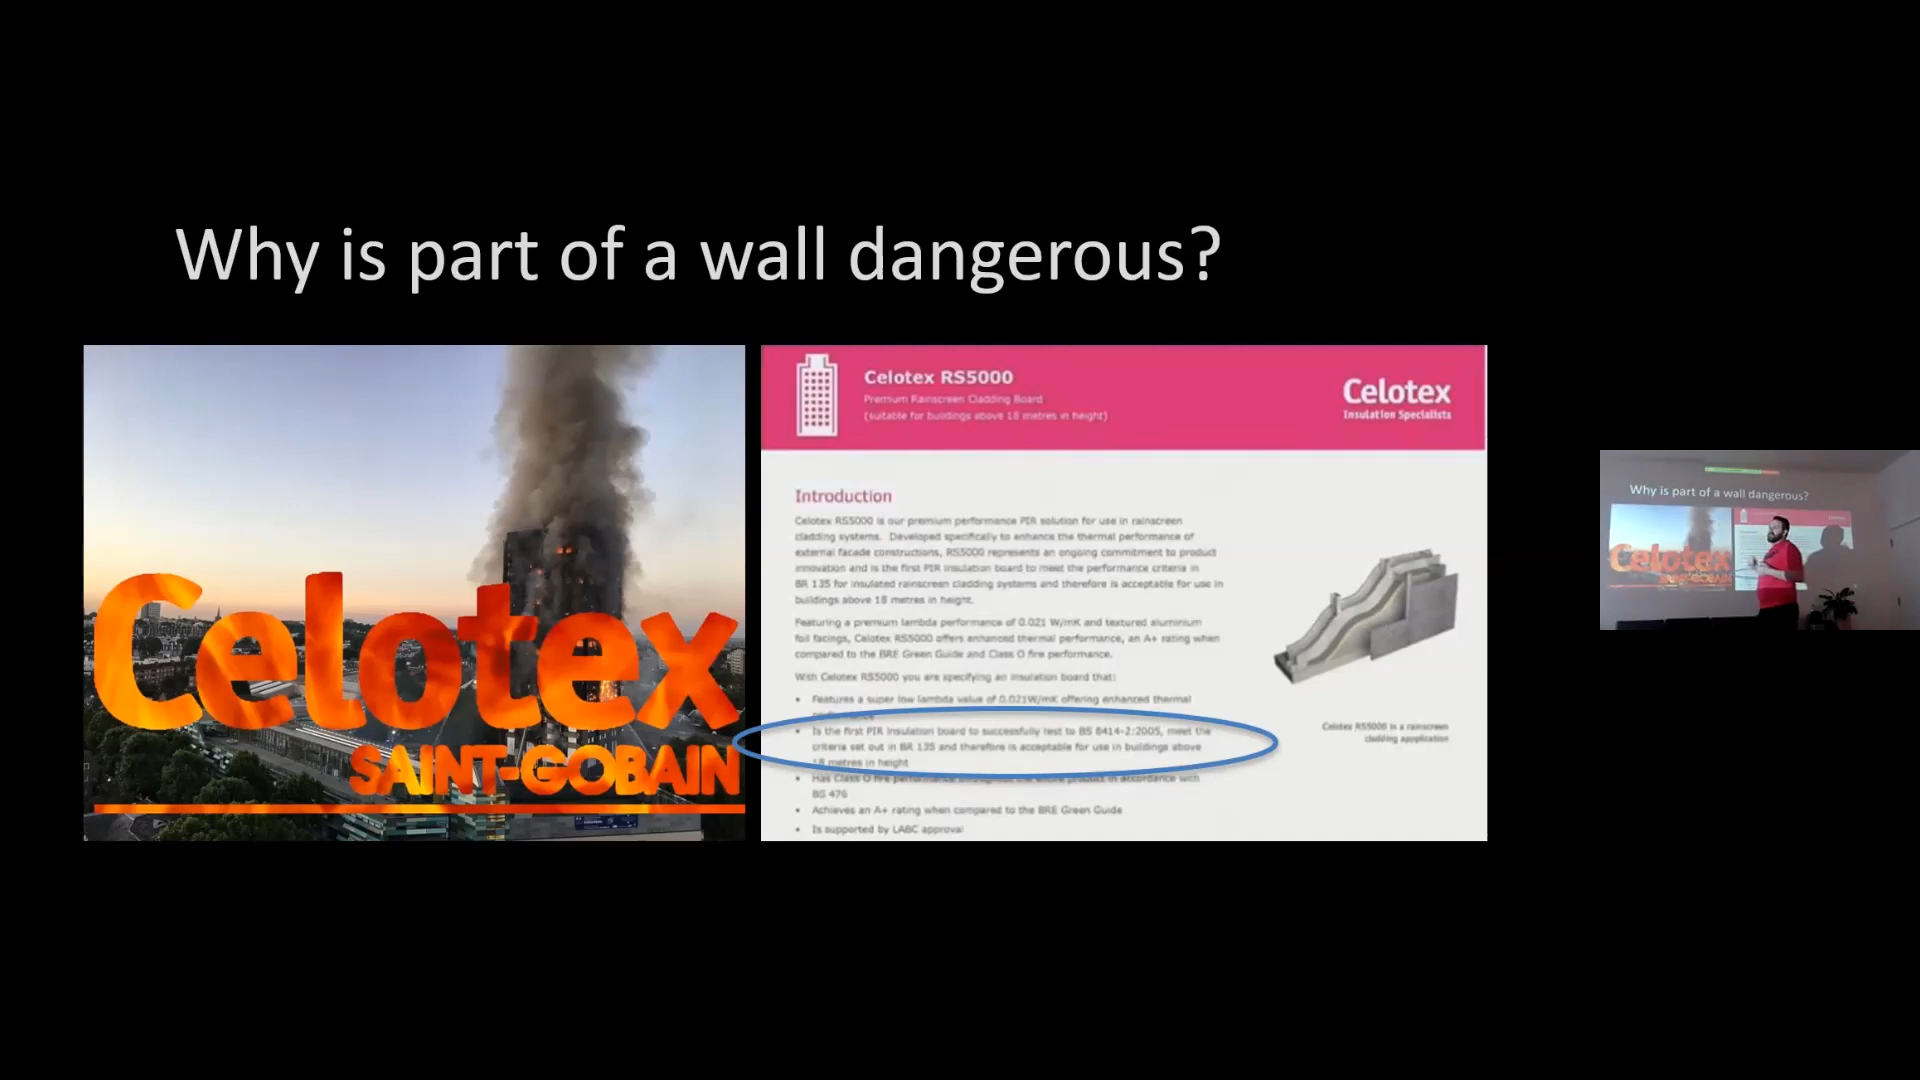 Why is part of a wall dangerous?
Celotex
SAINT-GOBAIN
Celotex RS5000
Premium Rainscreen Cladding Board
(suitable for buildings above 18 metres in height)
Celotex
Insulation Specialists
Introduction
Celotex RS5000 is our premium performance PIR solution for use in rainscreen
cladding systems. Developed specifically to enhance the thermal performance of
external facade constructions, RS5000 represents an ongoing commitment to product
innovation and is the first PIR insulation board to meet the performance criteria in
BR 135 for insulated rainscreen cladding systems and therefore is acceptable for use in
buildings above 18 metres in height.
Featuring a premium lambda performance of 0.021 W/mK and textured aluminium
foil facings, Celotex RS5000 offers enhanced thermal performance, an A+ rating when
compared to the BRE Green Guide and Class O fire performance.
With Celotex RS5000 you are specifying an insulation board that:
• Features a super low lambda value of 0.021W/mK offering enhanced thermal
performance
• Is the first PIR insulation board to successfully test to BS 8414-2:2005, meet the
criteria set out in BR 135 and therefore is acceptable for use in buildings above
18 metres in height
• Has Class O fire performance throughout the entire product in accordance with
BS 476
• Achieves an A+ rating when compared to the BRE Green Guide
• Is supported by LABC approval
Celotex RS5000 in a rainscreen
cladding application
Why is part of a wall dangerous?
Celotex
SAINT-GOBAIN